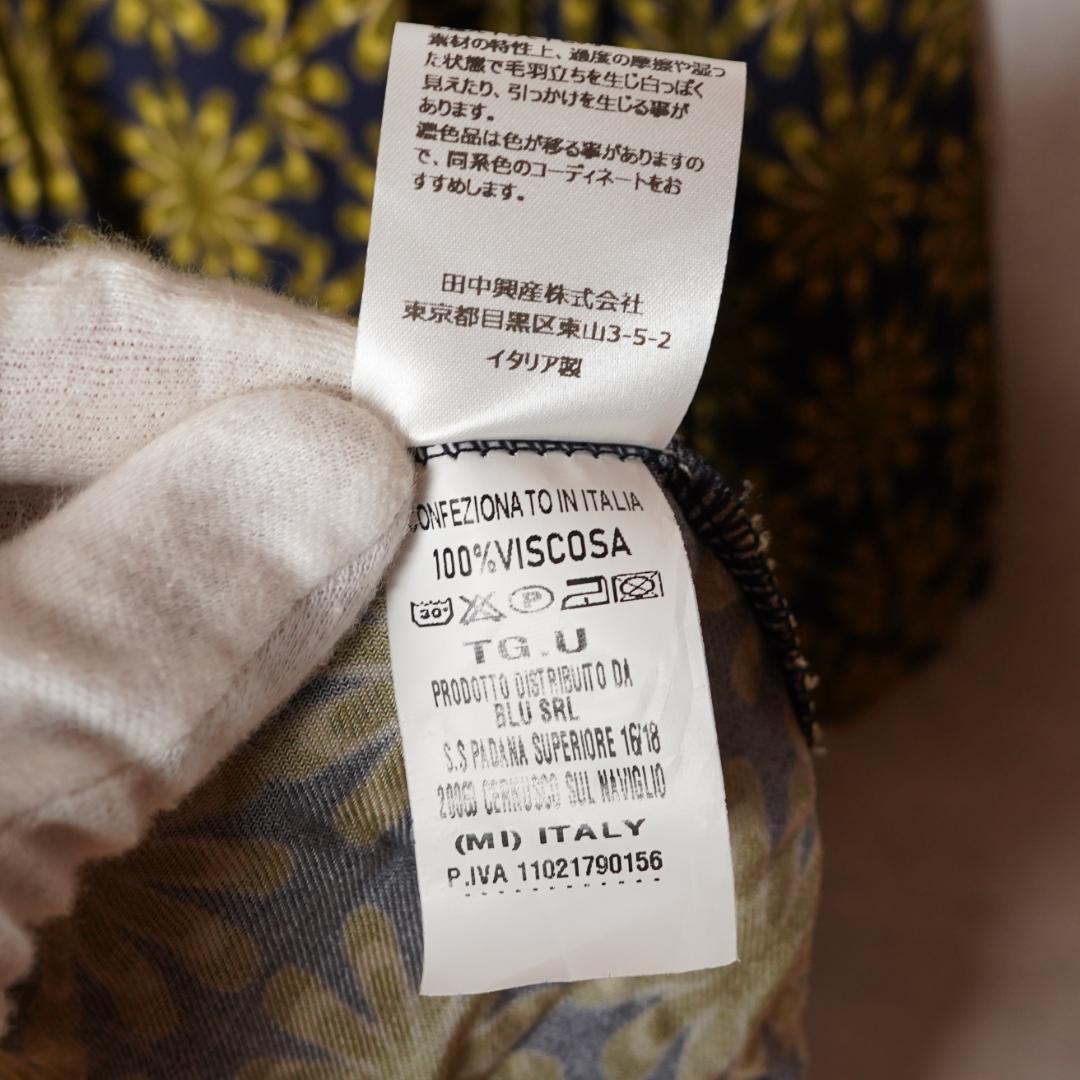 素材の特性上、過度の摩擦や湿っ
た状態で毛羽立ちを生じ白っぽく
見えたり、引っかけを生じる事が
あります。
濃色品は色が移る事がありますの
で、同系色のコーディネートをお
すすめします。
田中興産株式会社
東京都目黒区東山3-5-2
イタリア製
CONFEZIONATO IN ITALIA
100%VISCOSA
30° P
TG.U
PRODOTTO DISTRIBUITO DA
BLU SRL
S.S PADANA SUPERIORE 16/18
20063 CERNUSCO SUL NAVIGLIO
(MI) ITALY
P.IVA 11021790156